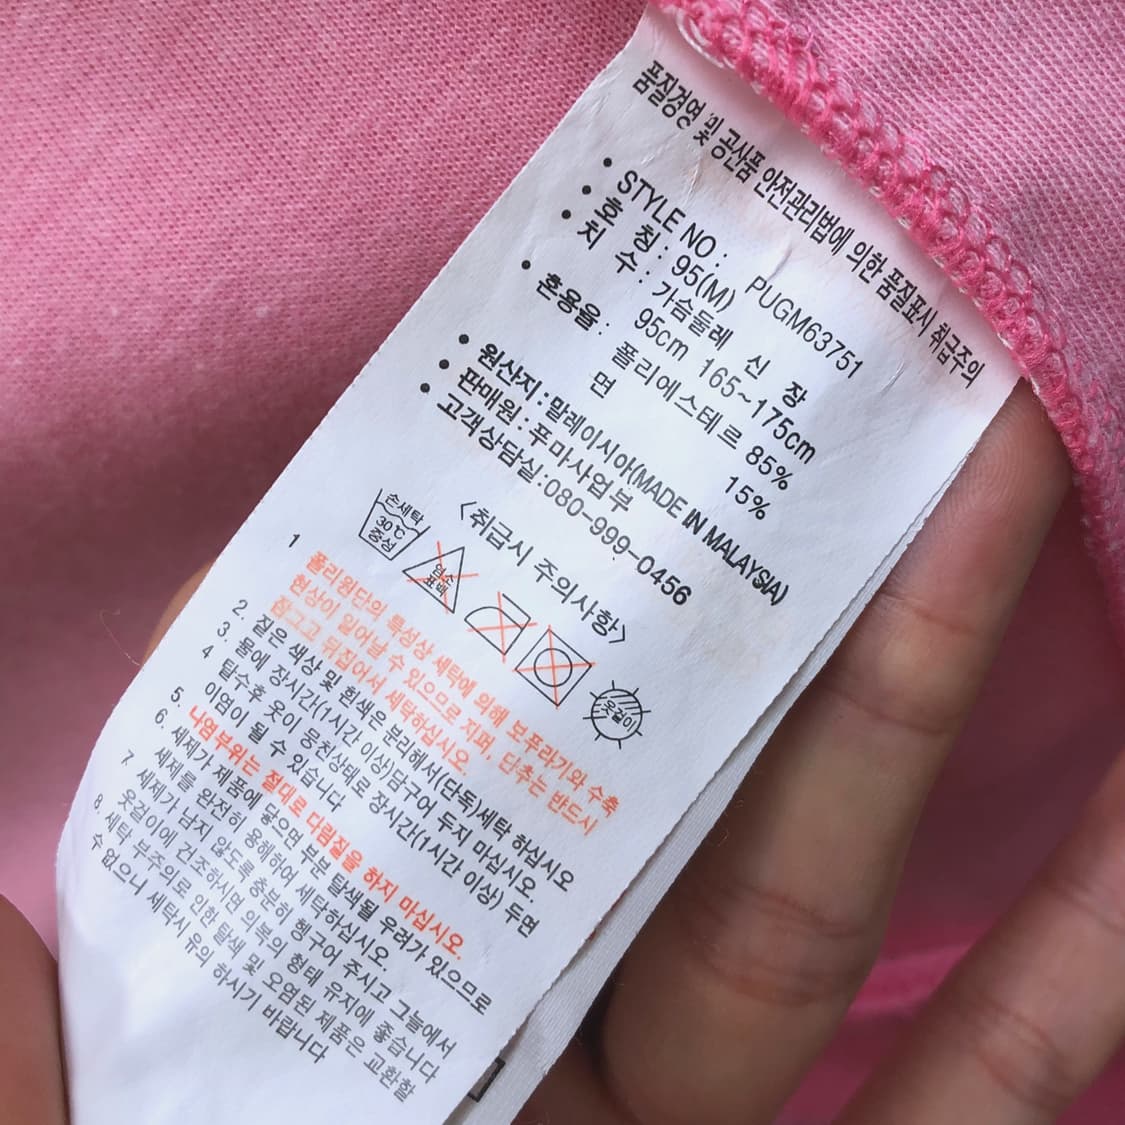 품질경영 및 공산품 안전관리법에 의한 품질표시 취급주의
• STYLE NO : PUGM63751
• 호 칭 : 95(M)
• 치 수 : 가슴둘레 신 장
95cm 165~175cm
• 혼용율 : 폴리에스테르 85%
면 15%
• 원산지 : 말레이시아(MADE IN MALAYSIA)
• 판매원 : 푸마사업부
• 고객상담실:080-999-0456
<취급시 주의사항>
손세탁
30℃
중성
염소
표백
옷걸이
1 폴리원단의 특성상 세탁에 의해 보푸라기와 수축
현상이 일어날 수 있으므로 지퍼, 단추는 반드시
잠그고 뒤집어서 세탁하십시오.
2. 짙은 색상 및 흰색은 분리해서(단독)세탁 하십시오
3. 물에 장시간(1시간 이상)담구어 두지 마십시오.
4 탈수후 옷이 뭉친상태로 장시간(1시간 이상) 두면
이염이 될 수 있습니다
5. 나염부위는 절대로 다림질을 하지 마십시오.
6. 세제가 제품에 닿으면 부분 탈색될 우려가 있으므로
세제를 완전히 용해하여 세탁하십시오.
7 세제가 남지 않도록 충분히 헹구어 주시고 그늘에서
옷걸이에 건조하시면 의복의 형태 유지에 좋습니다
8. 세탁 부주의로 인한 탈색 및 오염된 제품은 교환할
수 없으니 세탁시 유의 하시기 바랍니다